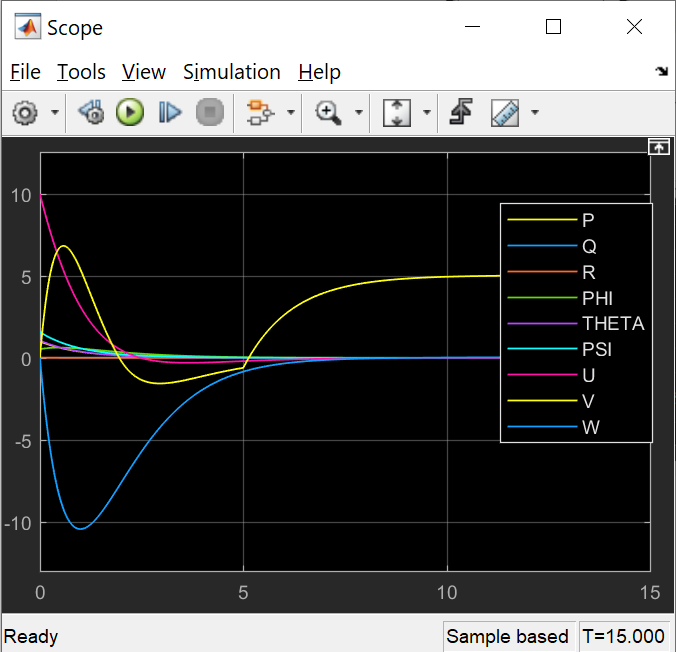 Scope
File Tools View Simulation Help
10
5
0
-5
-10
P
Q
R
PHI
THETA
PSI
U
V
W
0 5 10 15
Ready Sample based T=15.000